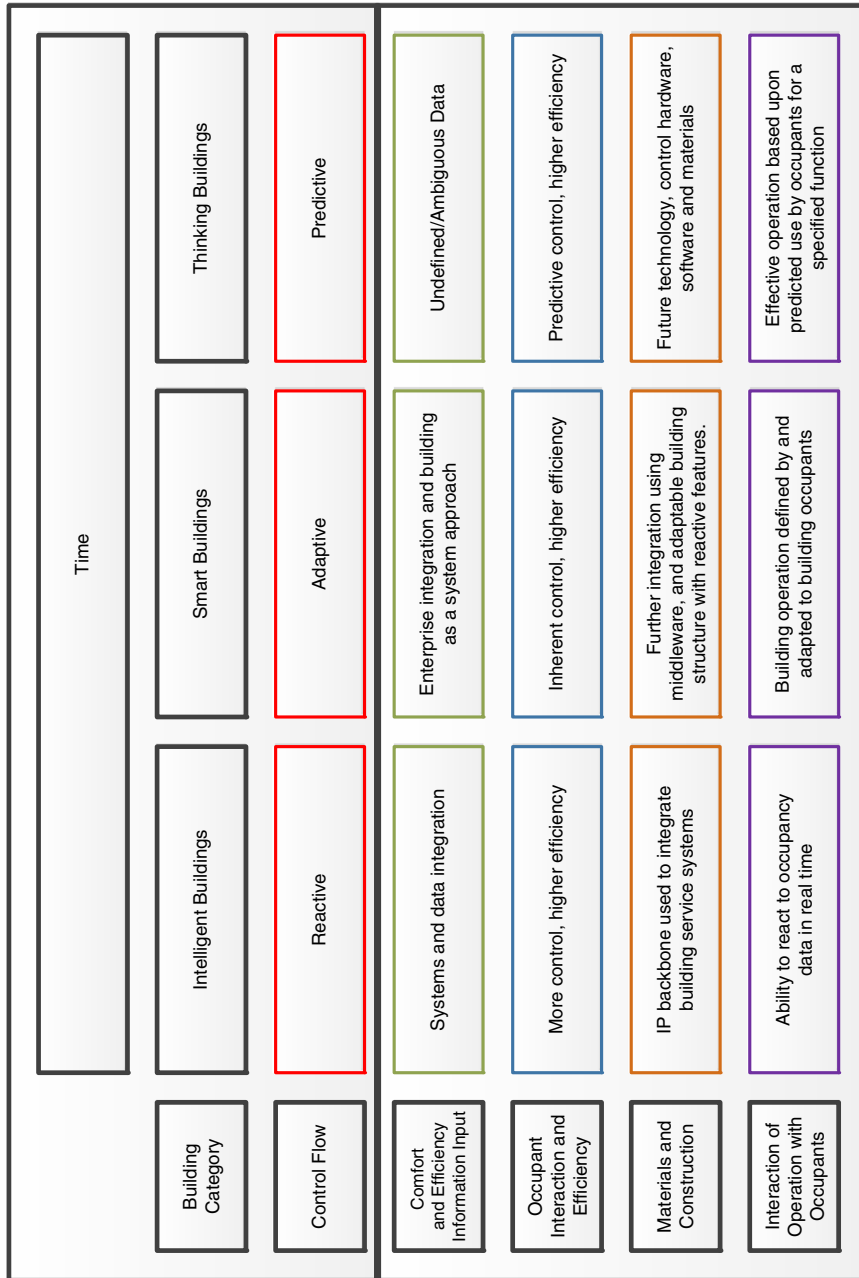 Time
Building
Category
Intelligent Buildings
Smart Buildings
Thinking Buildings
Control Flow
Reactive
Adaptive
Predictive
Comfort
and Efficiency
Information Input
Systems and data integration
Enterprise integration and building
as a system approach
Undefined/Ambiguous Data
Occupant
Interaction and
Efficiency
More control, higher efficiency
Inherent control, higher efficiency
Predictive control, higher efficiency
Materials and
Construction
IP backbone used to integrate
building service systems
Further integration using
middleware, and adaptable building
structure with reactive features.
Future technology, control hardware,
software and materials
Interaction of
Operation with
Occupants
Ability to react to occupancy
data in real time
Building operation defined by and
adapted to building occupants
Effective operation based upon
predicted use by occupants for a
specified function